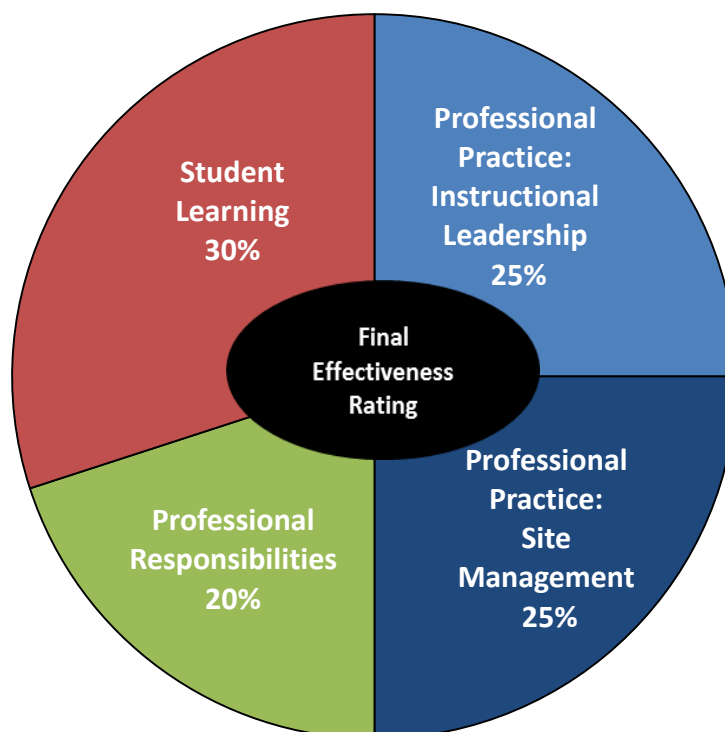 Student
Learning
30%
Professional
Practice:
Instructional
Leadership
25%
Final
Effectiveness
Rating
Professional
Responsibilities
20%
Professional
Practice:
Site
Management
25%